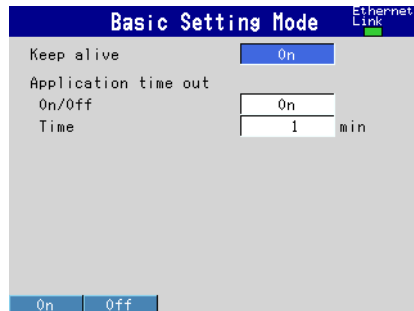 Basic Setting Mode
Ethernet
Link
Keep alive On
Application time out
On/Off On
Time 1 min
On Off